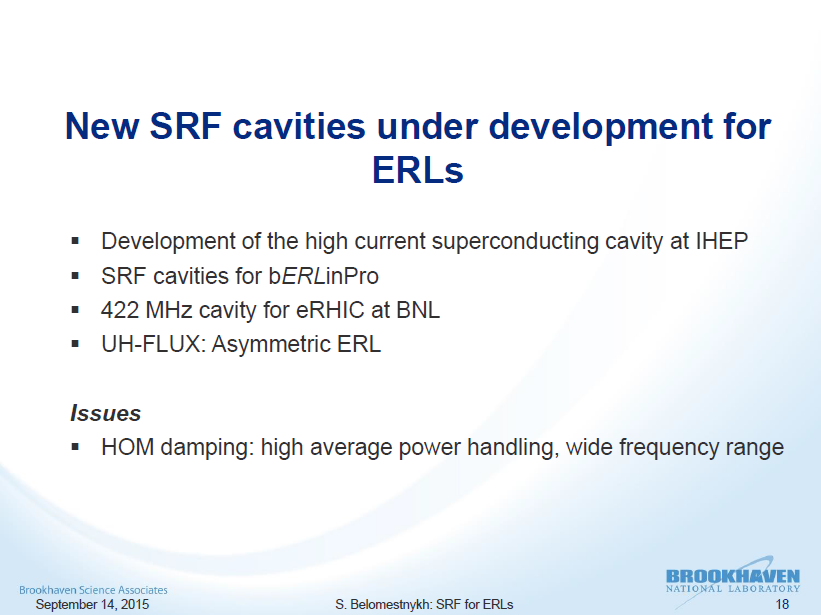 New SRF cavities under development for
ERLs
▪ Development of the high current superconducting cavity at IHEP
▪ SRF cavities for bERLinPro
▪ 422 MHz cavity for eRHIC at BNL
▪ UH-FLUX: Asymmetric ERL
Issues
▪ HOM damping: high average power handling, wide frequency range
Brookhaven Science Associates
September 14, 2015
S. Belomestnykh: SRF for ERLs
BROOKHAVEN
NATIONAL LABORATORY
18